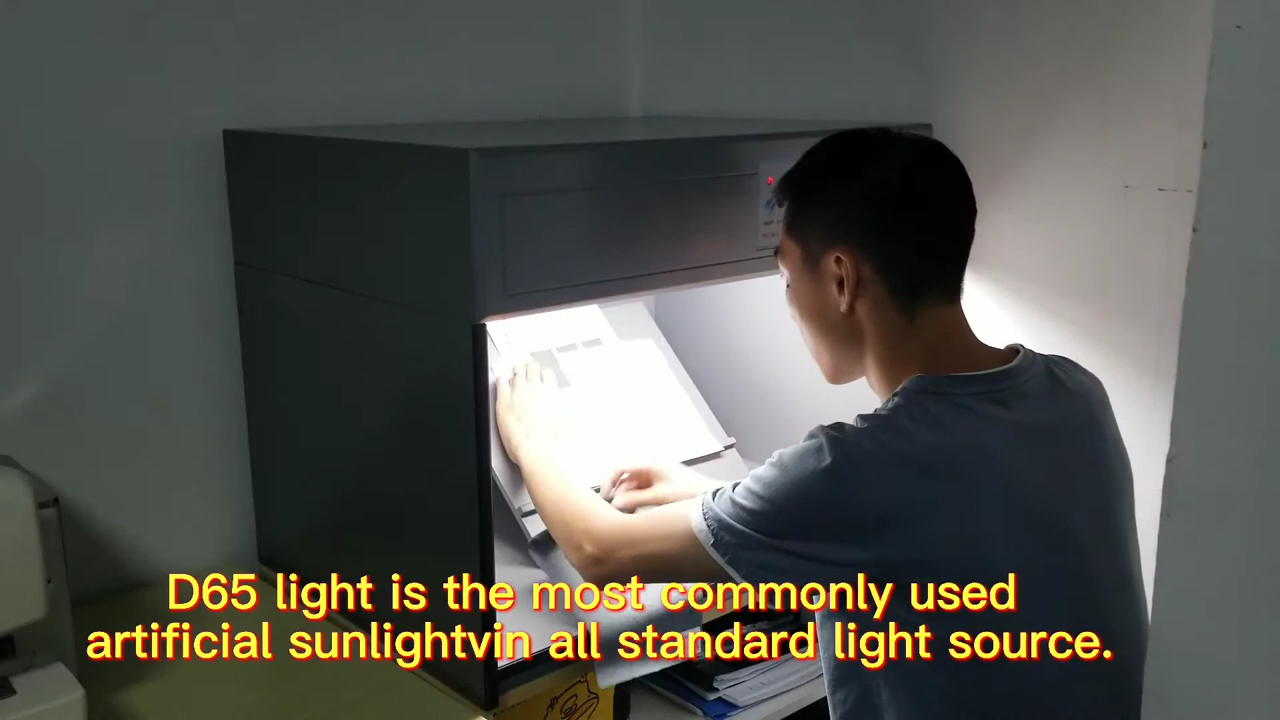 D65 light is the most commonly used
artificial sunlightvin all standard light source.